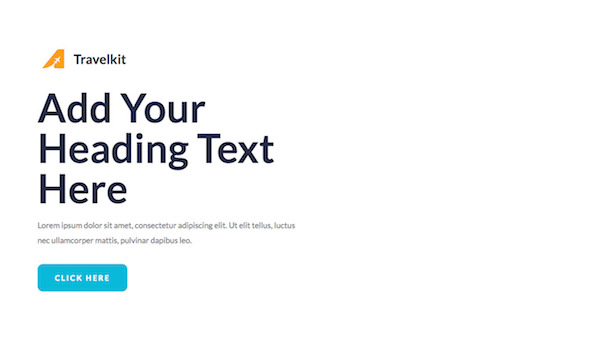 Travelkit
Add Your
Heading Text
Here
Lorem ipsum dolor sit amet, consectetur adipiscing elit. Ut elit tellus, luctus
nec ullamcorper mattis, pulvinar dapibus leo.
CLICK HERE